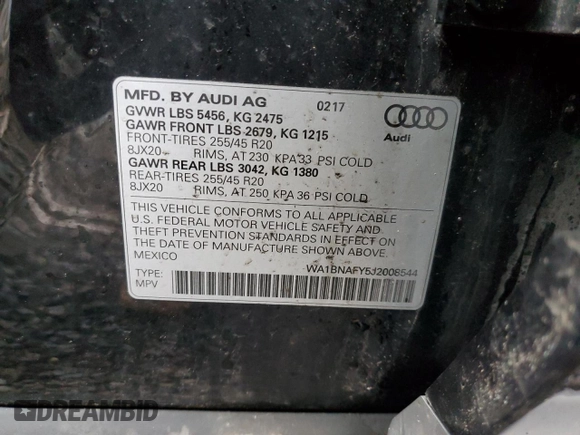 MFD. BY AUDI AG 0217
GVWR LBS 5456, KG 2475
GAWR FRONT LBS 2679, KG 1215
FRONT-TIRES 255/45 R20
8JX20 RIMS, AT 230 KPA 33 PSI COLD
GAWR REAR LBS 3042, KG 1380
REAR-TIRES 255/45 R20
8JX20 RIMS, AT 250 KPA 36 PSI COLD
Audi
THIS VEHICLE CONFORMS TO ALL APPLICABLE
U.S. FEDERAL MOTOR VEHICLE SAFETY AND
THEFT PREVENTION STANDARDS IN EFFECT ON
THE DATE OF MANUFACTURE SHOWN ABOVE.
MEXICO
WA1BNAFY5J2008544
TYPE:
MPV
DREAMBID